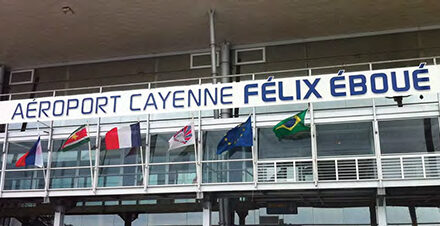 AÉROPORT CAYENNE FÉLIX ÉBOUÉ